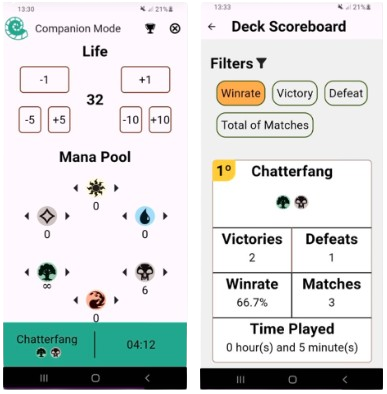 13:30
21%
Companion Mode
Life
-1
+1
32
-5
+5
-10
+10
Mana Pool
0
0
0
∞
6
0
Chatterfang
04:12
13:33
21%
Deck Scoreboard
Filters
Winrate
Victory
Defeat
Total of Matches
1º
Chatterfang
Victories
Defeats
2
1
Winrate
Matches
66.7%
3
Time Played
0 hour(s) and 5 minute(s)